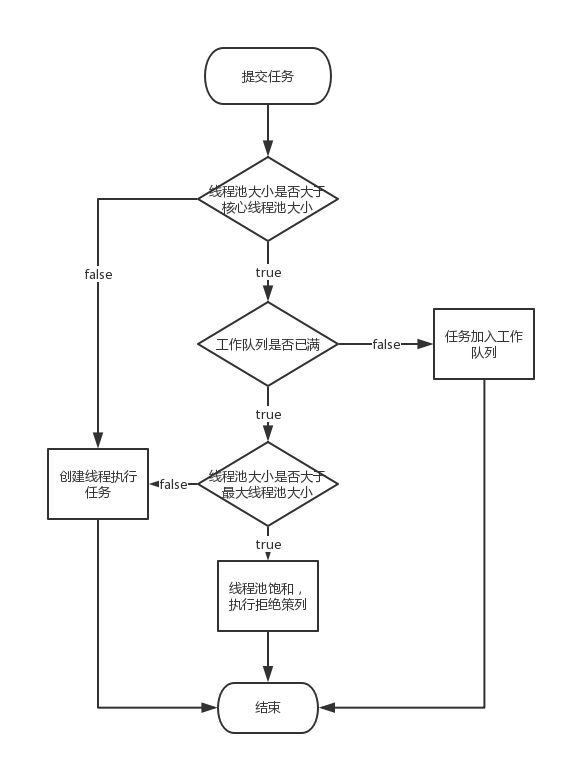 提交任务
线程池大小是否大于
核心线程池大小
false
true
工作队列是否已满
false
任务加入工作
队列
true
创建线程执行
任务
false
线程池大小是否大于
最大线程池大小
true
线程池饱和，
执行拒绝策列
结束